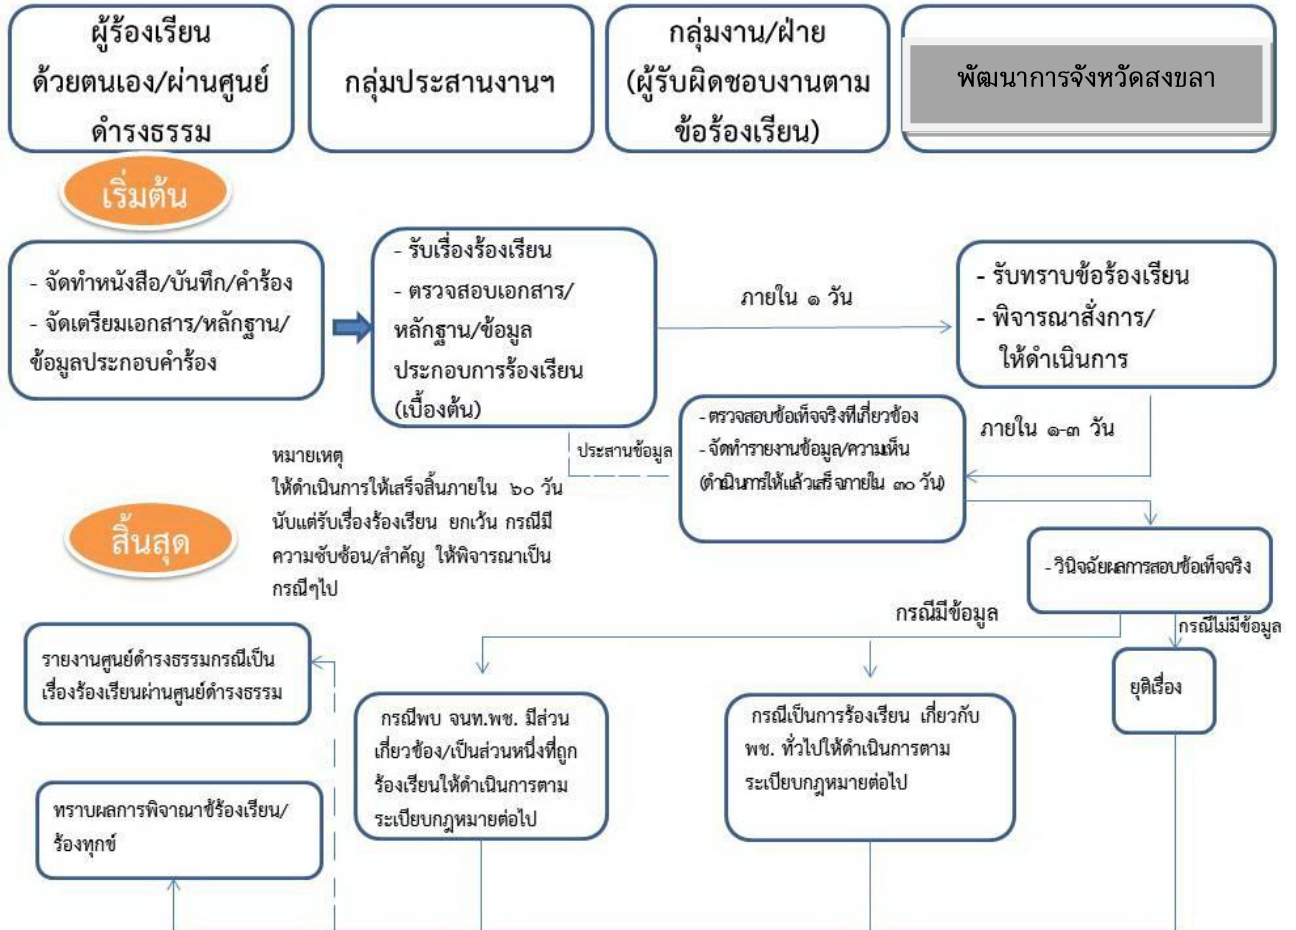 ผู้ร้องเรียน
ด้วยตนเอง/ผ่านศูนย์
ดำรงธรรม
กลุ่มประสานงานฯ
กลุ่มงาน/ฝ่าย
(ผู้รับผิดชอบงานตาม
ข้อร้องเรียน)
พัฒนาการจังหวัดสงขลา
เริ่มต้น
- จัดทำหนังสือ/บันทึก/คำร้อง
- จัดเตรียมเอกสาร/หลักฐาน/
ข้อมูลประกอบคำร้อง
- รับเรื่องร้องเรียน
- ตรวจสอบเอกสาร/
หลักฐาน/ข้อมูล
ประกอบการร้องเรียน
(เบื้องต้น)
ภายใน ๑ วัน
- รับทราบข้อร้องเรียน
- พิจารณาสั่งการ/
ให้ดำเนินการ
ภายใน ๑-๓ วัน
ประสานข้อมูล
- ตรวจสอบข้อเท็จจริงที่เกี่ยวข้อง
- จัดทำรายงานข้อมูล/ความเห็น
(ดำเนินการให้แล้วเสร็จภายใน ๓๐ วัน)
หมายเหตุ
ให้ดำเนินการให้เสร็จสิ้นภายใน ๖๐ วัน
นับแต่รับเรื่องร้องเรียน ยกเว้น กรณีมี
ความซับซ้อน/สำคัญ ให้พิจารณาเป็น
กรณีๆไป
สิ้นสุด
- วินิจฉัยผลการสอบข้อเท็จจริง
กรณีมีข้อมูล
กรณีไม่มีข้อมูล
รายงานศูนย์ดำรงธรรมกรณีเป็น
เรื่องร้องเรียนผ่านศูนย์ดำรงธรรม
กรณีพบ จนท.พช. มีส่วน
เกี่ยวข้อง/เป็นส่วนหนึ่งที่ถูก
ร้องเรียนให้ดำเนินการตาม
ระเบียบกฎหมายต่อไป
กรณีเป็นการร้องเรียน เกี่ยวกับ
พช. ทั่วไปให้ดำเนินการตาม
ระเบียบกฎหมายต่อไป
ยุติเรื่อง
ทราบผลการพิจาณาข้ร้องเรียน/
ร้องทุกข์